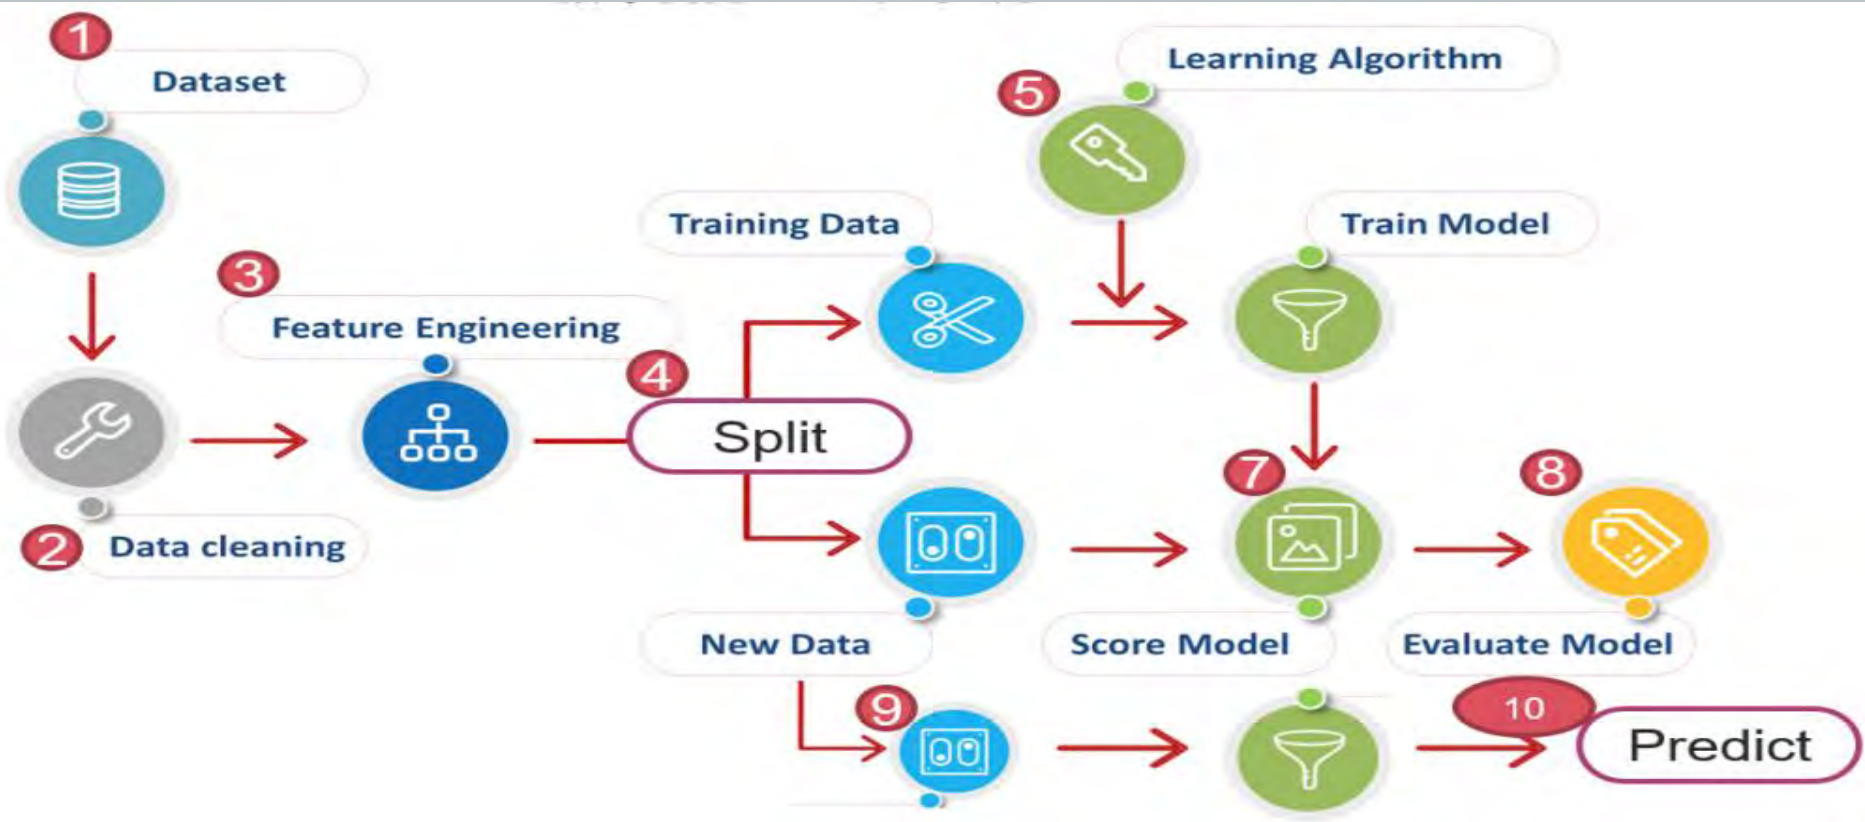 1
Dataset
2
Data cleaning
3
Feature Engineering
4
Split
Training Data
5
Learning Algorithm
Train Model
New Data
7
Score Model
8
Evaluate Model
9
10
Predict